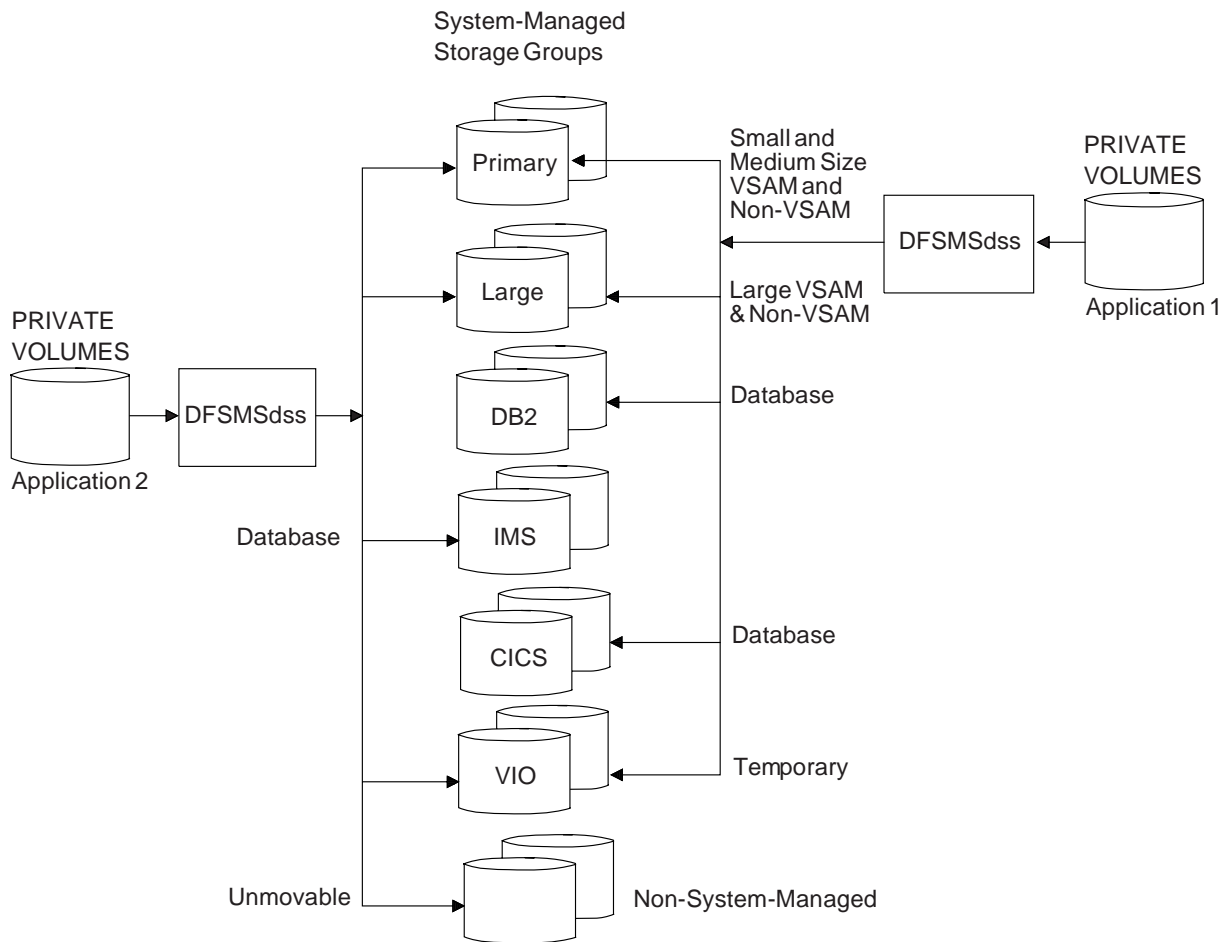 System-Managed
Storage Groups
Primary
Small and
Medium Size
VSAM and
Non-VSAM
PRIVATE
VOLUMES
DFSMSdss
Application 1
Large
Large VSAM
& Non-VSAM
PRIVATE
VOLUMES
DFSMSdss
Application 2
DB2
Database
Database
IMS
CICS
Database
VIO
Temporary
Unmovable
Non-System-Managed